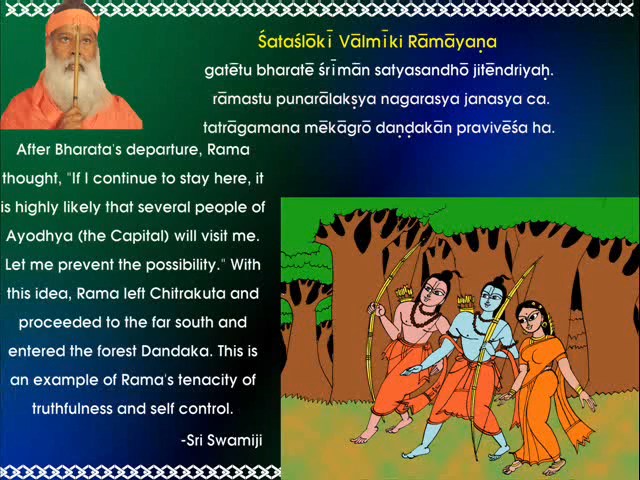 Śataślōkī Vālmīki Rāmāyaṇa
gatētu bharatē śrīmān satyasandhō jitēndriyaḥ.
rāmastu punarālakṣya nagarasya janasya ca.
tatrāgamana mēkāgrō daṇḍakān pravivēśa ha.
After Bharata's departure, Rama
thought, "If I continue to stay here, it
is highly likely that several people of
Ayodhya (the Capital) will visit me.
Let me prevent the possibility." With
this idea, Rama left Chitrakuta and
proceeded to the far south and
entered the forest Dandaka. This is
an example of Rama's tenacity of
truthfulness and self control.
-Sri Swamiji